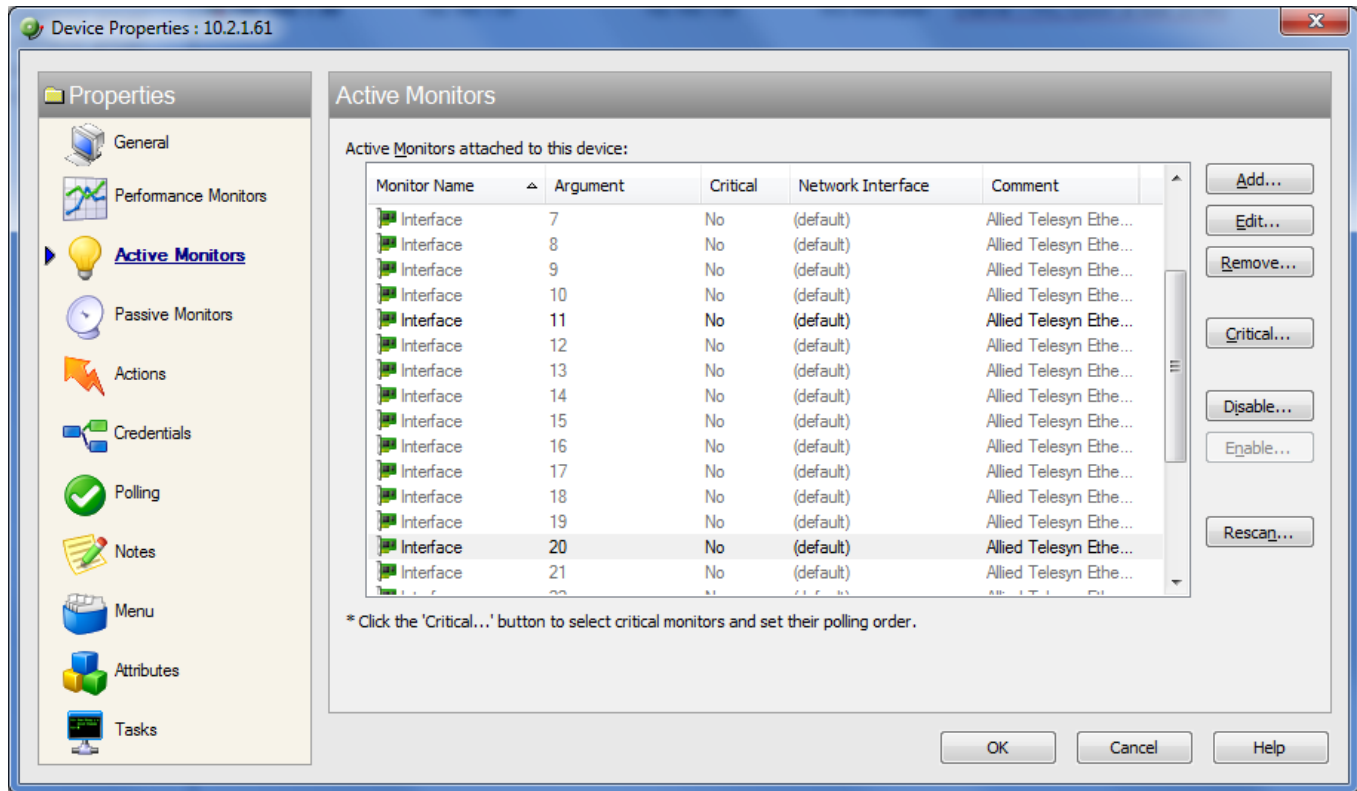 Device Properties : 10.2.1.61
Properties
General
Performance Monitors
Active Monitors
Passive Monitors
Actions
Credentials
Polling
Notes
Menu
Attributes
Tasks
Active Monitors
Active Monitors attached to this device:
Monitor Name Argument Critical Network Interface Comment
Interface 7 No (default) Allied Telesyn Ethe...
Interface 8 No (default) Allied Telesyn Ethe...
Interface 9 No (default) Allied Telesyn Ethe...
Interface 10 No (default) Allied Telesyn Ethe...
Interface 11 No (default) Allied Telesyn Ethe...
Interface 12 No (default) Allied Telesyn Ethe...
Interface 13 No (default) Allied Telesyn Ethe...
Interface 14 No (default) Allied Telesyn Ethe...
Interface 15 No (default) Allied Telesyn Ethe...
Interface 16 No (default) Allied Telesyn Ethe...
Interface 17 No (default) Allied Telesyn Ethe...
Interface 18 No (default) Allied Telesyn Ethe...
Interface 19 No (default) Allied Telesyn Ethe...
Interface 20 No (default) Allied Telesyn Ethe...
Interface 21 No (default) Allied Telesyn Ethe...
* Click the 'Critical...' button to select critical monitors and set their polling order.
Add...
Edit...
Remove...
Critical...
Disable...
Enable...
Rescan...
OK Cancel Help